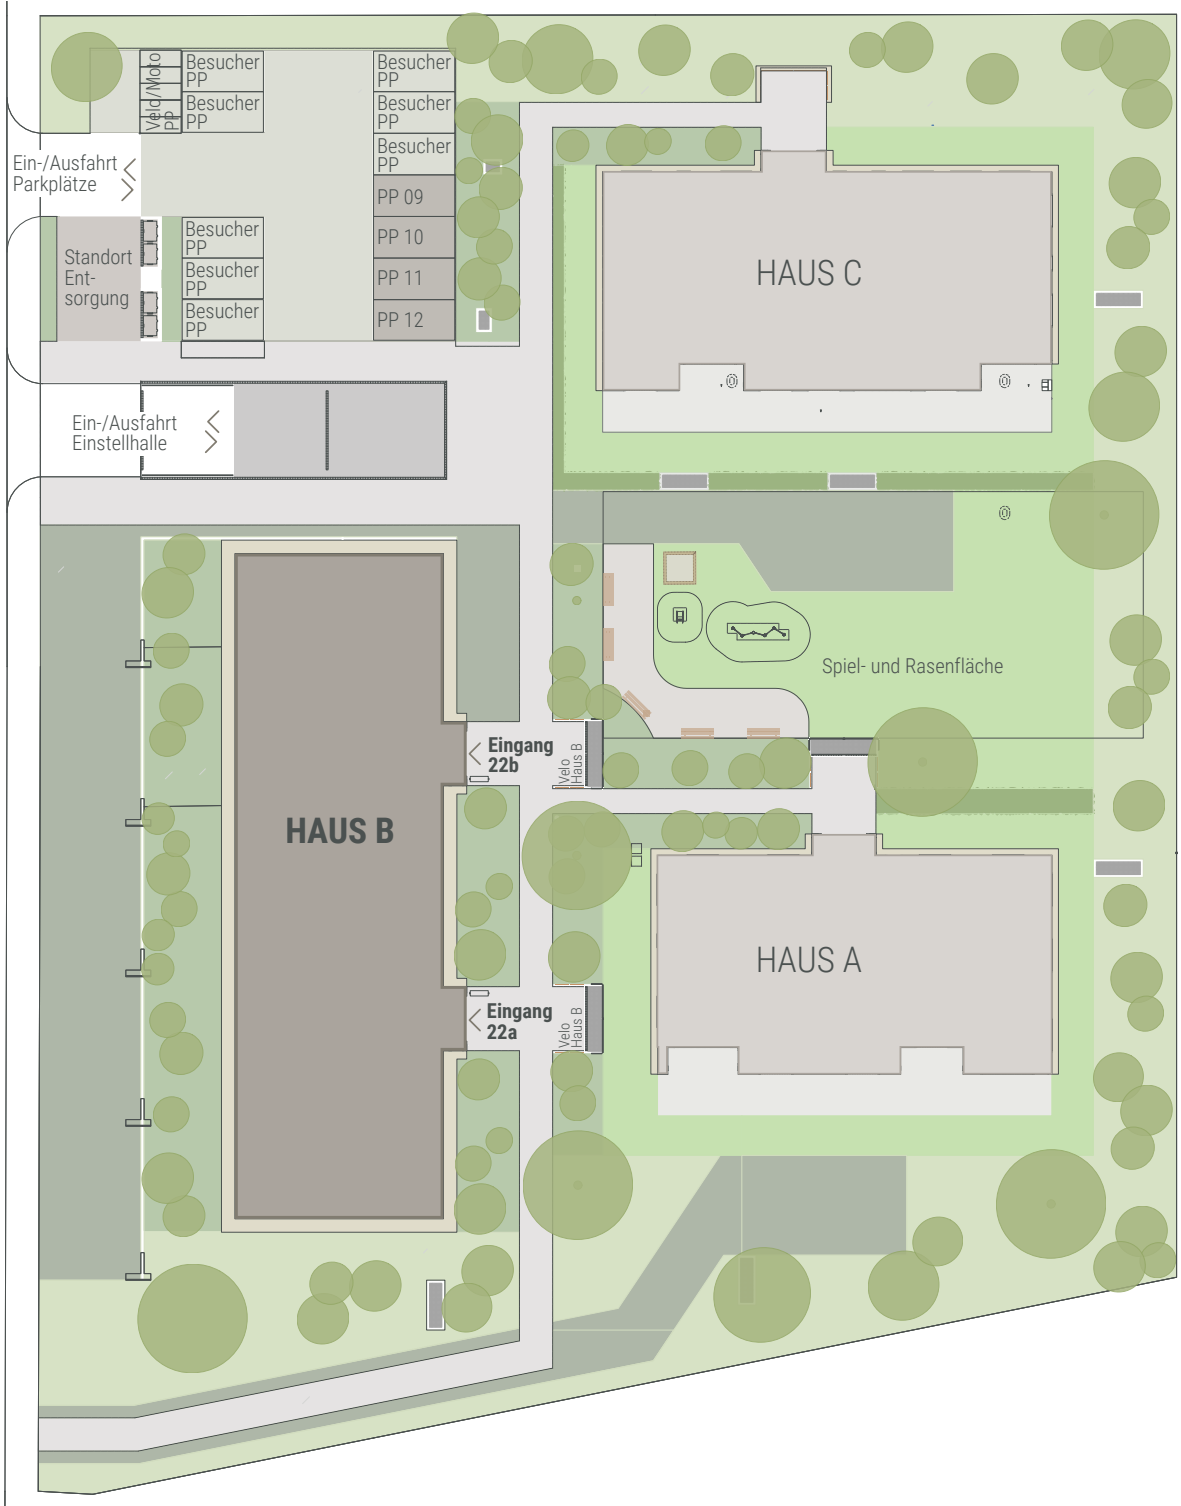 Velo/Moto
PP
Besucher
PP
Besucher
PP
Besucher
PP
Besucher
PP
Besucher
PP
PP 09
PP 10
PP 11
PP 12
Ein-/Ausfahrt
Parkplätze
Standort
Ent-
sorgung
Besucher
PP
Besucher
PP
Besucher
PP
Ein-/Ausfahrt
Einstellhalle
HAUS C
Spiel- und Rasenfläche
Eingang
22b
Velo
Haus B
HAUS B
HAUS A
Eingang
22a
Velo
Haus B